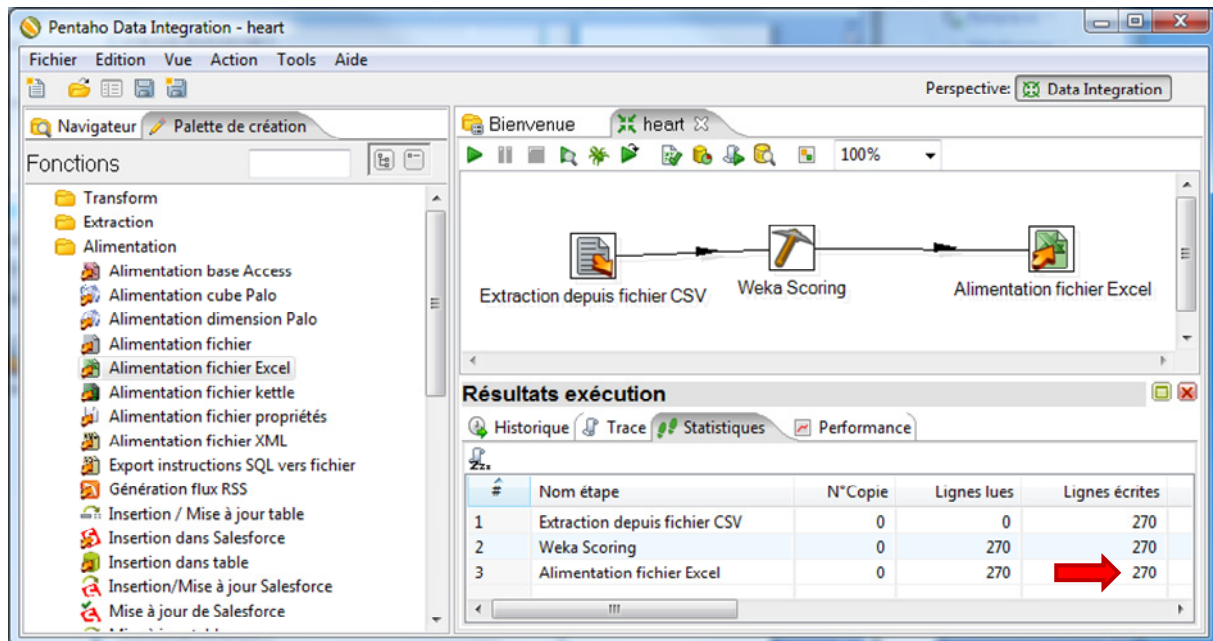 Pentaho Data Integration - heart
Fichier Edition Vue Action Tools Aide
Perspective: Data Integration
Navigateur Palette de création
Fonctions
Transform
Extraction
Alimentation
Alimentation base Access
Alimentation cube Palo
Alimentation dimension Palo
Alimentation fichier
Alimentation fichier Excel
Alimentation fichier kettle
Alimentation fichier propriétés
Alimentation fichier XML
Export instructions SQL vers fichier
Génération flux RSS
Insertion / Mise à jour table
Insertion dans Salesforce
Insertion dans table
Insertion/Mise à jour Salesforce
Mise à jour de Salesforce
Bienvenue heart
100%
Extraction depuis fichier CSV
Weka Scoring
Alimentation fichier Excel
Résultats exécution
Historique Trace Statistiques Performance
# Nom étape N°Copie Lignes lues Lignes écrites
1 Extraction depuis fichier CSV 0 0 270
2 Weka Scoring 0 270 270
3 Alimentation fichier Excel 0 270 270